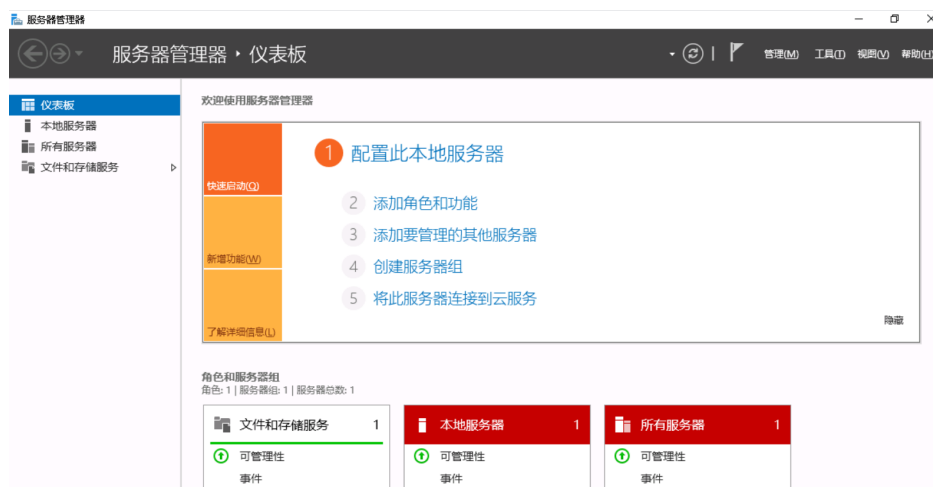 服务器管理器
服务器管理器 · 仪表板
管理(M) 工具(T) 视图(V) 帮助(H)
仪表板
本地服务器
所有服务器
文件和存储服务
欢迎使用服务器管理器
快速启动(Q)
新增功能(W)
了解详细信息(L)
1 配置此本地服务器
2 添加角色和功能
3 添加要管理的其他服务器
4 创建服务器组
5 将此服务器连接到云服务
隐藏
角色和服务器组
角色: 1 | 服务器组: 1 | 服务器总数: 1
文件和存储服务 1
可管理性
事件
本地服务器 1
可管理性
事件
所有服务器 1
可管理性
事件